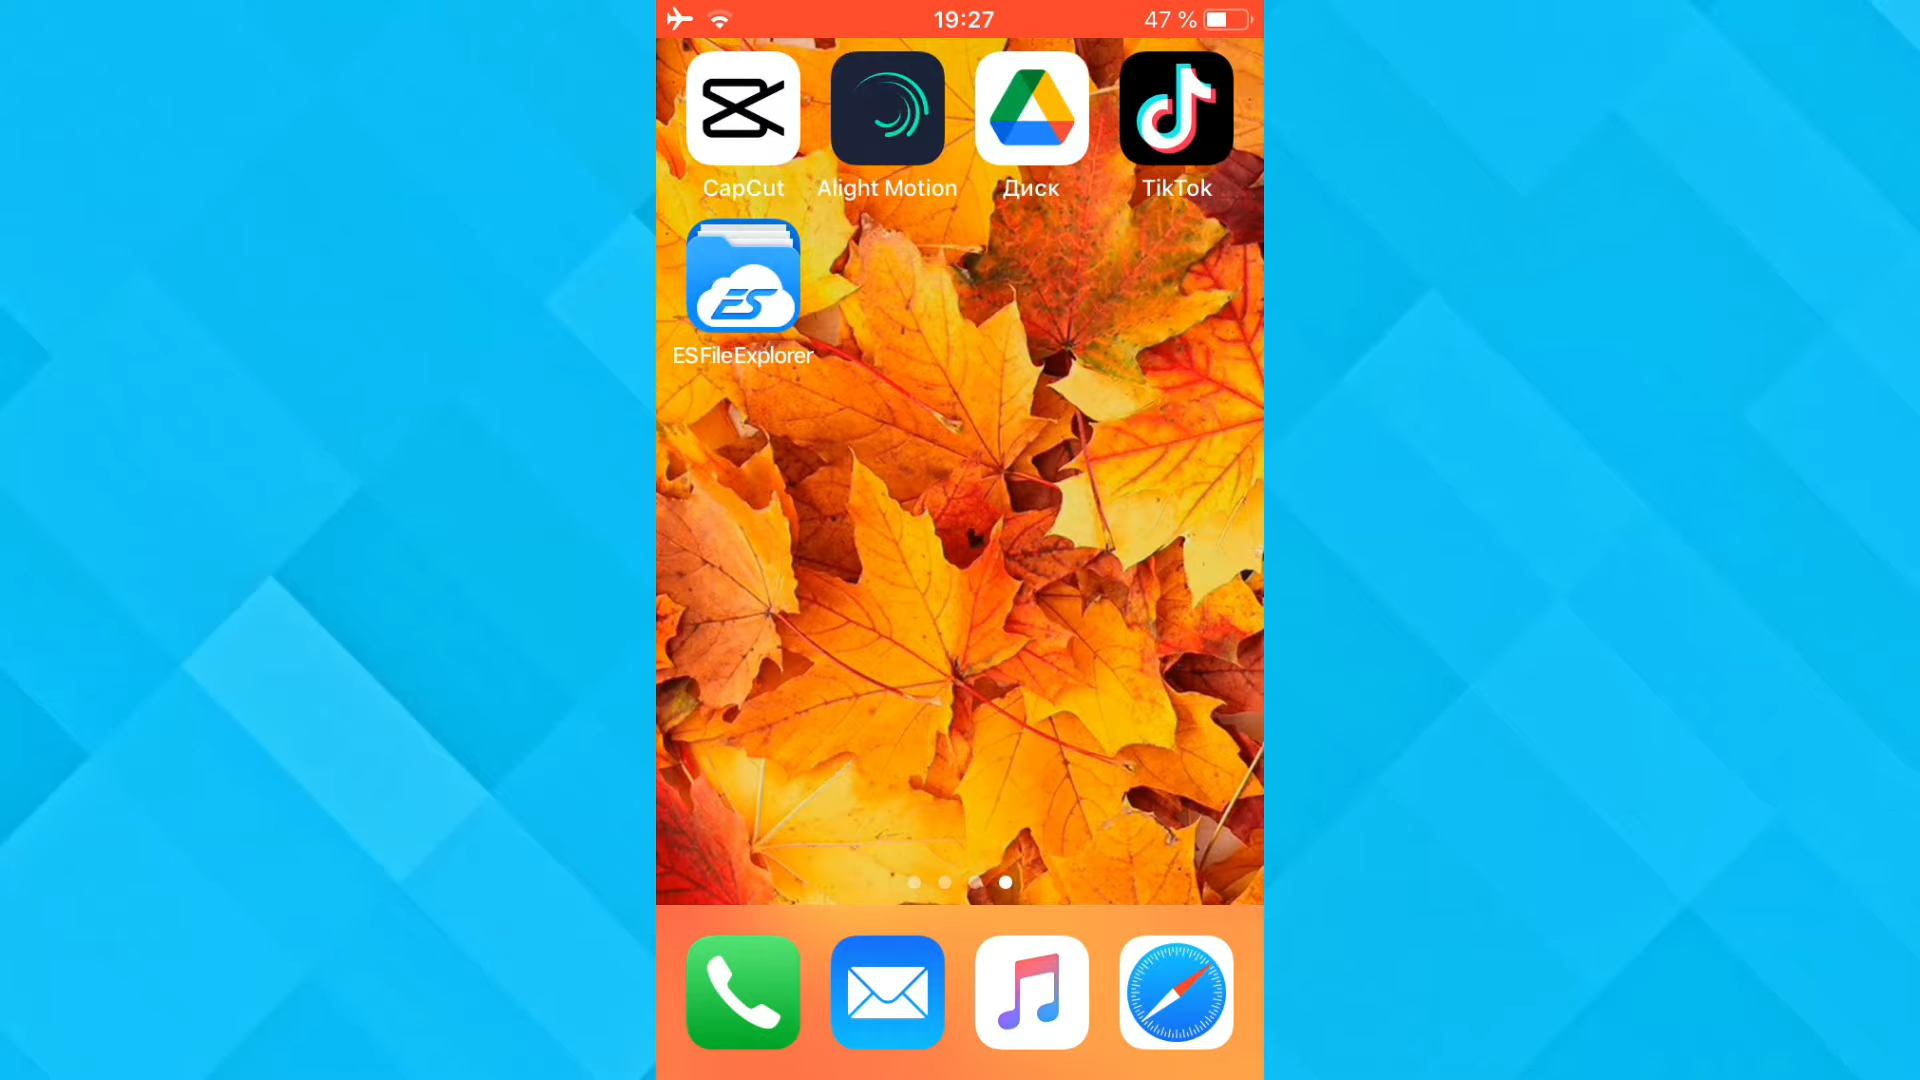 19:27
47 %
CapCut
Alight Motion
Диск
TikTok
ES
ESFileExplorer